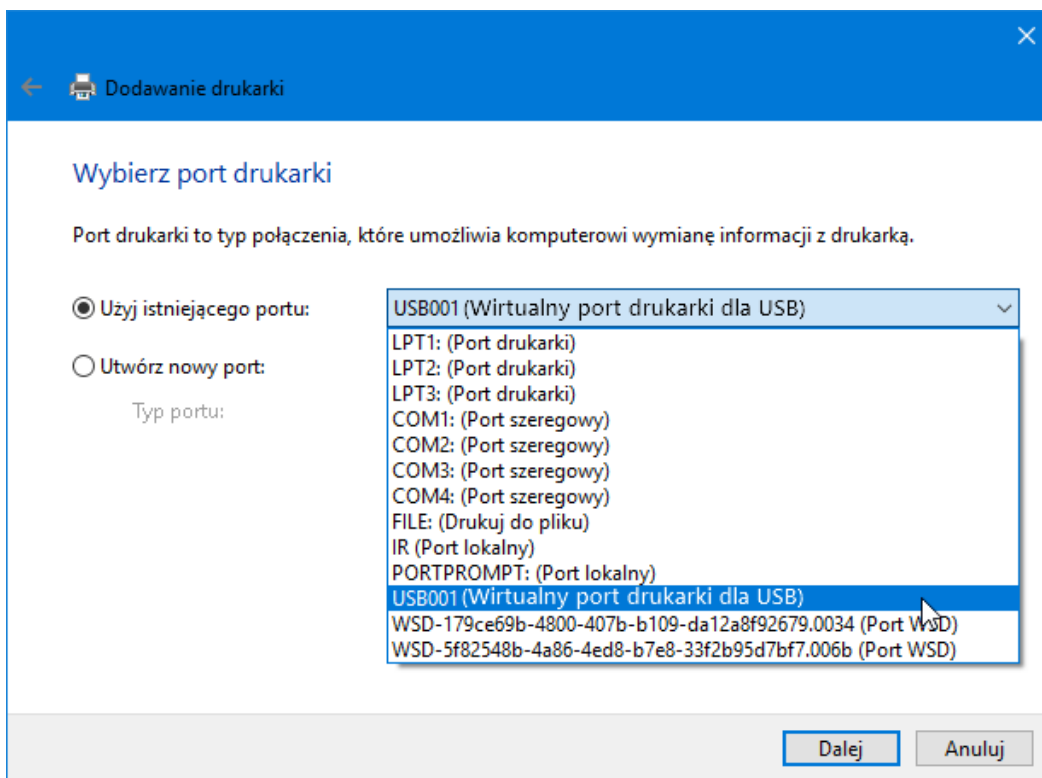 Dodawanie drukarki
Wybierz port drukarki
Port drukarki to typ połączenia, które umożliwia komputerowi wymianę informacji z drukarką.
Użyj istniejącego portu: USB001 (Wirtualny port drukarki dla USB)
LPT1: (Port drukarki)
Utwórz nowy port: LPT2: (Port drukarki)
LPT3: (Port drukarki)
Typ portu: COM1: (Port szeregowy)
COM2: (Port szeregowy)
COM3: (Port szeregowy)
COM4: (Port szeregowy)
FILE: (Drukuj do pliku)
IR (Port lokalny)
PORTPROMPT: (Port lokalny)
USB001 (Wirtualny port drukarki dla USB)
WSD-179ce69b-4800-407b-b109-da12a8f92679.0034 (Port WSD)
WSD-5f82548b-4a86-4ed8-b7e8-33f2b95d7bf7.006b (Port WSD)
Dalej Anuluj